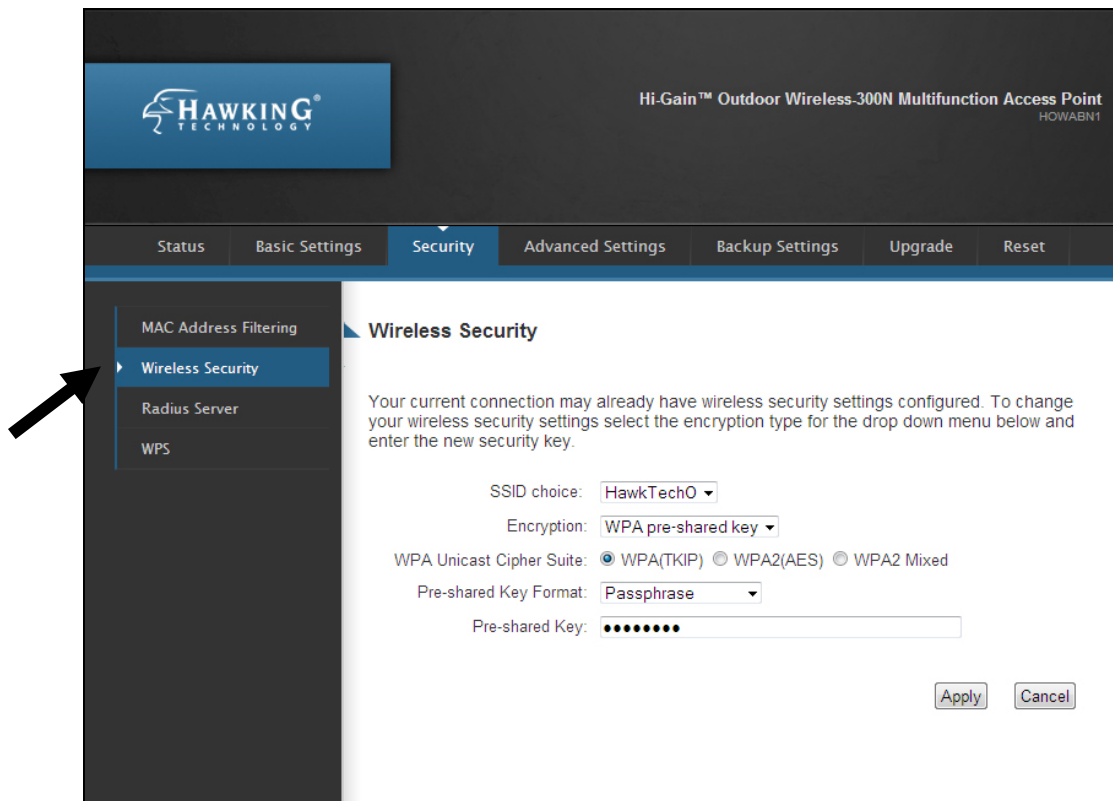 HAWKING®
TECHNOLOGY
Hi-Gain™ Outdoor Wireless-300N Multifunction Access Point
HOWABN1
Status Basic Settings Security Advanced Settings Backup Settings Upgrade Reset
MAC Address Filtering
Wireless Security
Radius Server
WPS
Wireless Security
Your current connection may already have wireless security settings configured. To change
your wireless security settings select the encryption type for the drop down menu below and
enter the new security key.
SSID choice: HawkTechO
Encryption: WPA pre-shared key
WPA Unicast Cipher Suite: WPA(TKIP) WPA2(AES) WPA2 Mixed
Pre-shared Key Format: Passphrase
Pre-shared Key: ●●●●●●●●
Apply Cancel